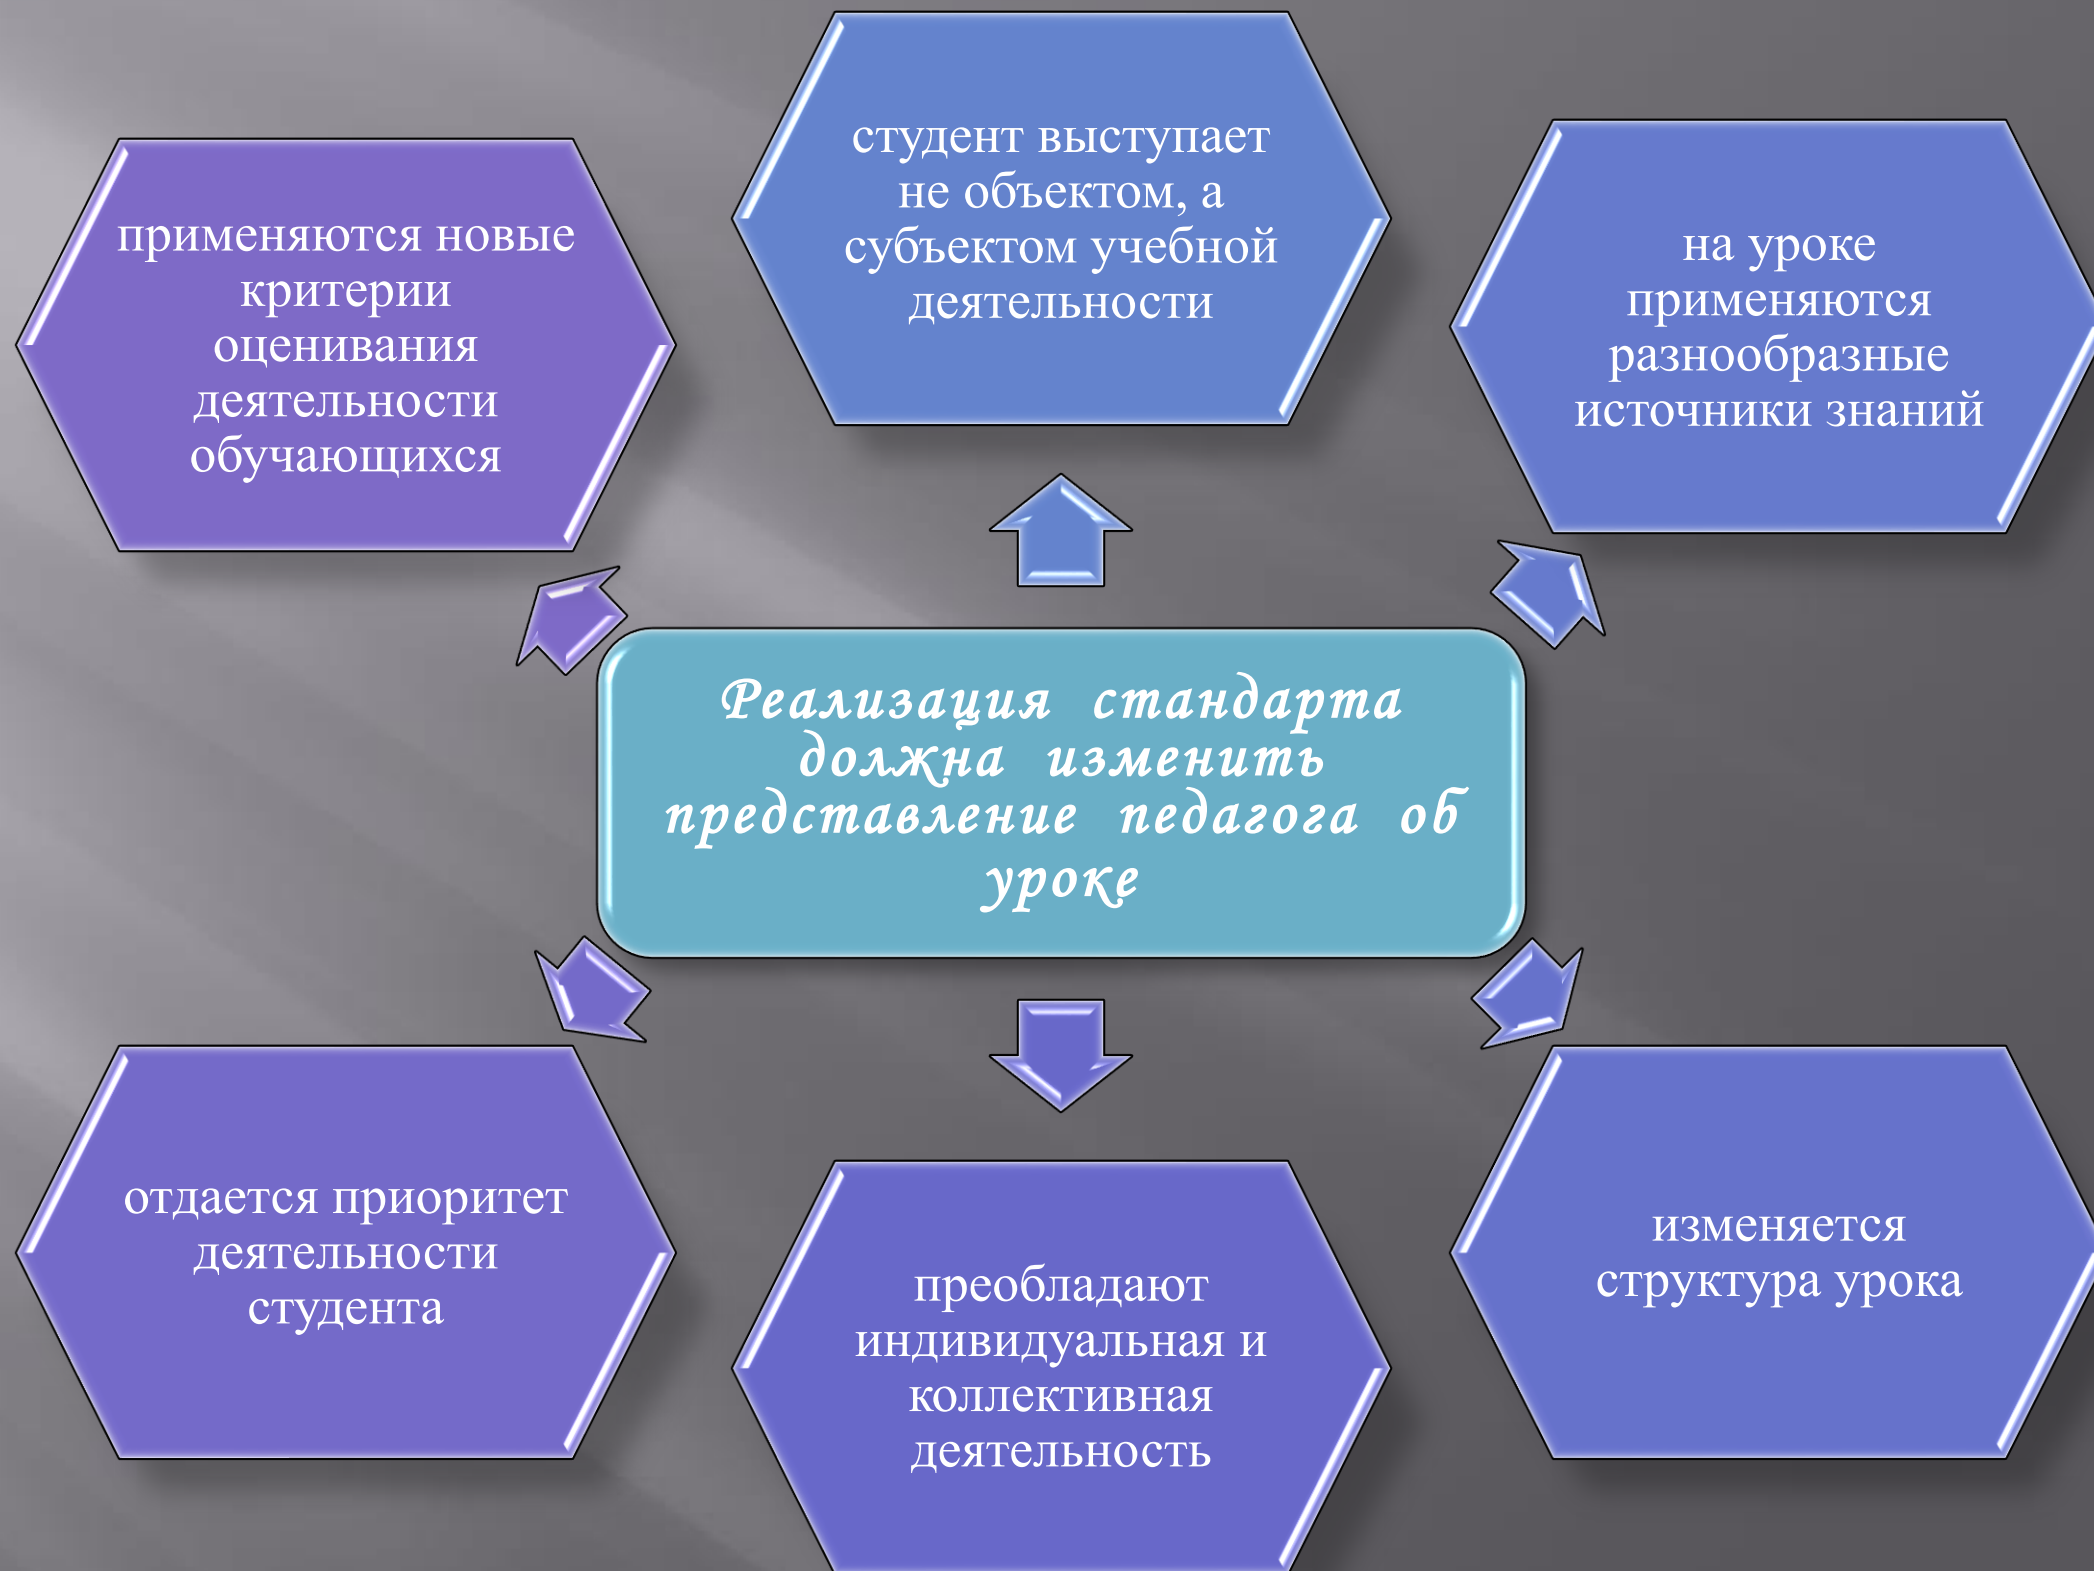 студент выступает
не объектом, а
субъектом учебной
деятельности
применяются новые
критерии
оценивания
деятельности
обучающихся
на уроке
применяются
разнообразные
источники знаний
Реализация стандарта
должна изменить
представление педагога об
уроке
отдается приоритет
деятельности
студента
преобладают
индивидуальная и
коллективная
деятельность
изменяется
структура урока